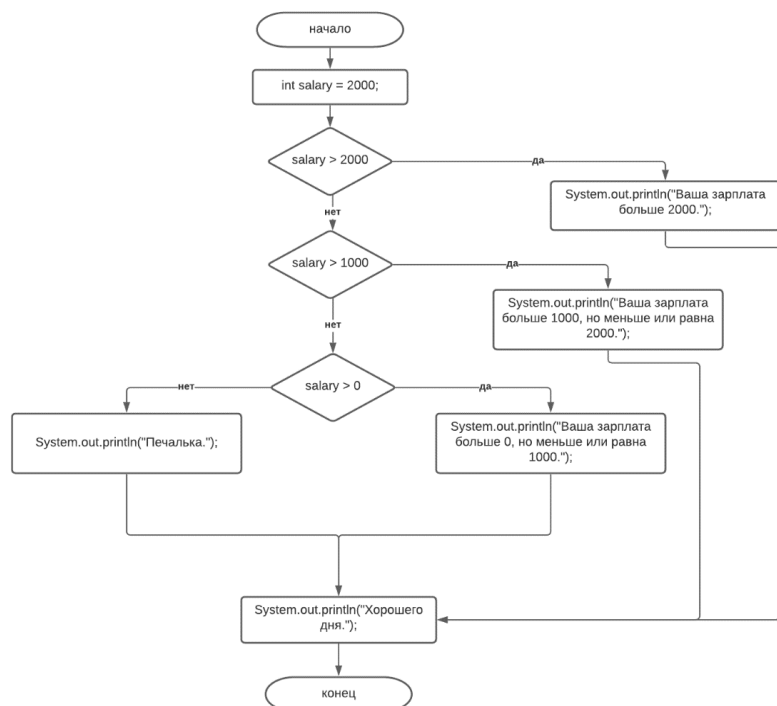 начало
int salary = 2000;
salary > 2000
да
System.out.println("Ваша зарплата
больше 2000.");
нет
salary > 1000
да
System.out.println("Ваша зарплата
больше 1000, но меньше или равна
2000.");
нет
salary > 0
нет
да
System.out.println("Печалька.");
System.out.println("Ваша зарплата
больше 0, но меньше или равна
1000.");
System.out.println("Хорошего
дня.");
конец